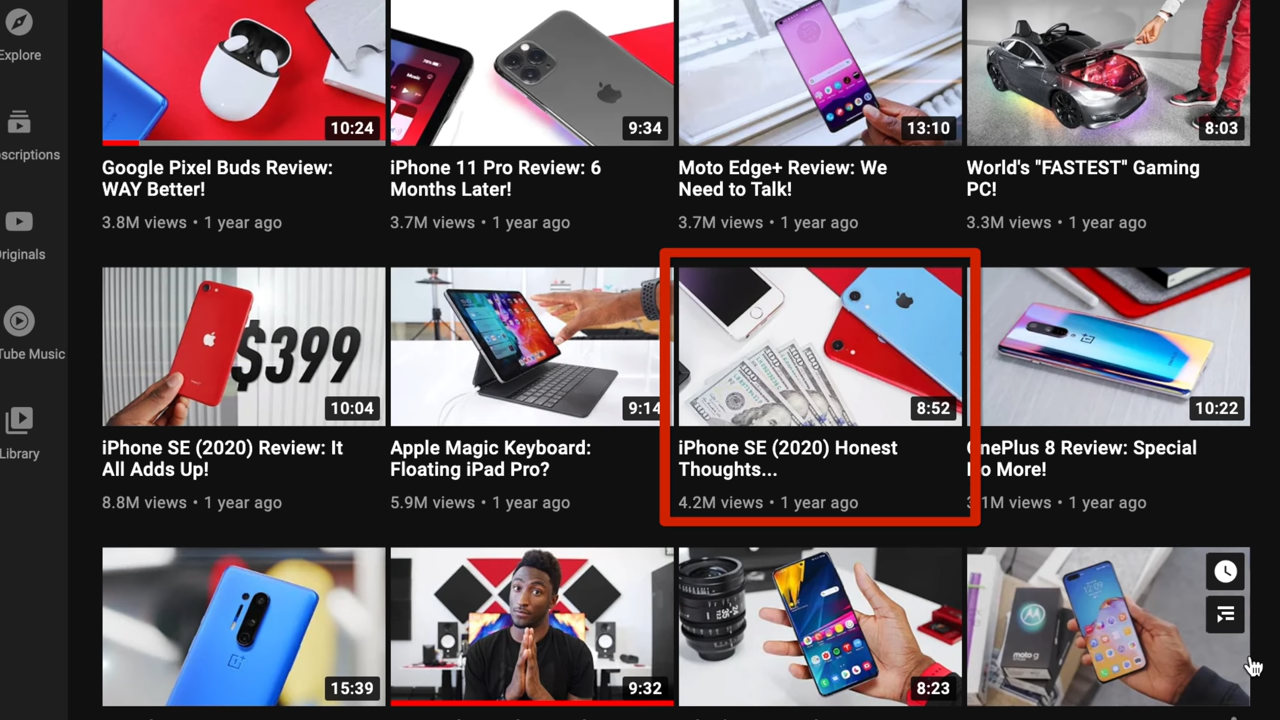 Explore
10:24
9:34
13:10
8:03
Google Pixel Buds Review:
WAY Better!
3.8M views • 1 year ago
iPhone 11 Pro Review: 6
Months Later!
3.7M views • 1 year ago
Moto Edge+ Review: We
Need to Talk!
3.7M views • 1 year ago
World's "FASTEST" Gaming
PC!
3.3M views • 1 year ago
scriptions
riginals
Tube Music
Library
Music
$399
10:04
9:14
8:52
10:22
iPhone SE (2020) Review: It
All Adds Up!
8.8M views • 1 year ago
Apple Magic Keyboard:
Floating iPad Pro?
5.9M views • 1 year ago
iPhone SE (2020) Honest
Thoughts...
4.2M views • 1 year ago
OnePlus 8 Review: Special
No More!
.1M views • 1 year ago
15:39
9:32
8:23
moto g